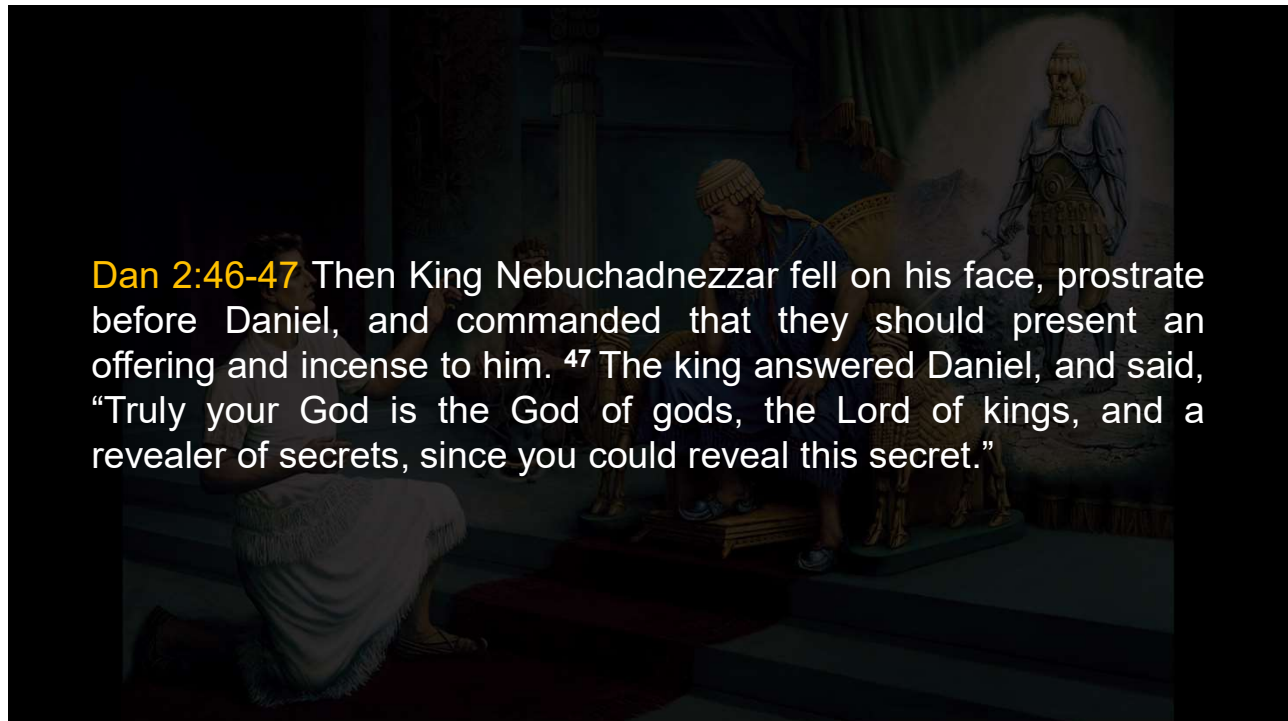 Dan 2:46-47 Then King Nebuchadnezzar fell on his face, prostrate
before Daniel, and commanded that they should present an
offering and incense to him. 47 The king answered Daniel, and said,
“Truly your God is the God of gods, the Lord of kings, and a
revealer of secrets, since you could reveal this secret.”